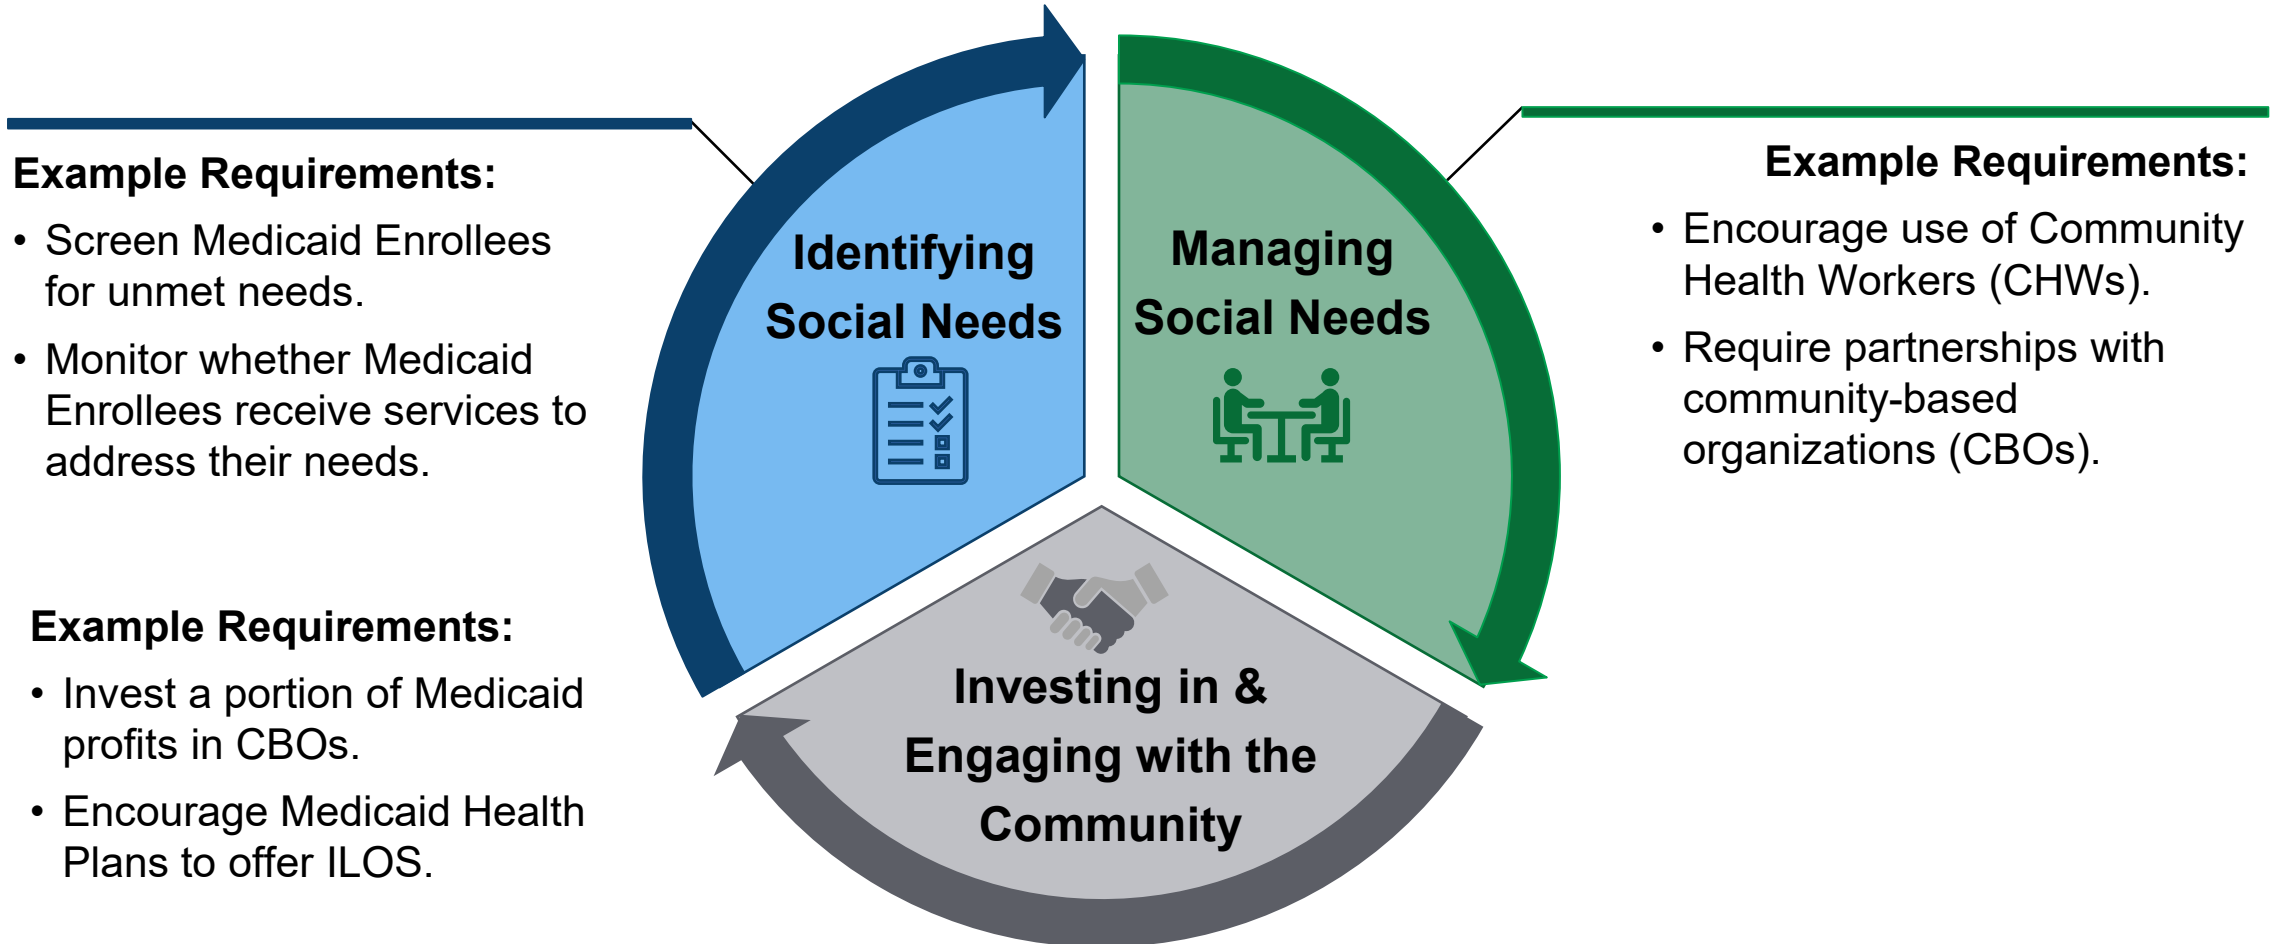 Example Requirements:
• Screen Medicaid Enrollees
for unmet needs.
• Monitor whether Medicaid
Enrollees receive services to
address their needs.
Identifying
Social Needs
Managing
Social Needs
Example Requirements:
• Encourage use of Community
Health Workers (CHWs).
• Require partnerships with
community-based
organizations (CBOs).
Example Requirements:
• Invest a portion of Medicaid
profits in CBOs.
• Encourage Medicaid Health
Plans to offer ILOS.
Investing in &
Engaging with the
Community